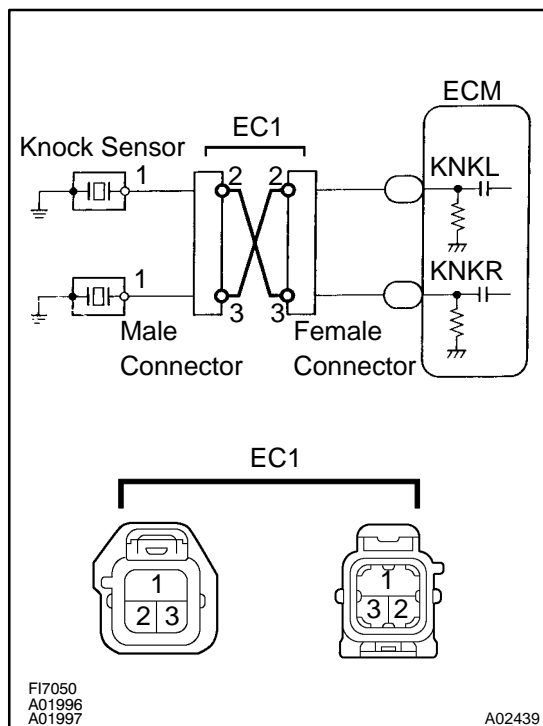 ECM
EC1
Knock Sensor
1
2
2
KNKL
KNKR
1
3
3
Male
Connector
Female
Connector
EC1
1
2 3
1
3 2
FI7050
A01996
A01997
A02439